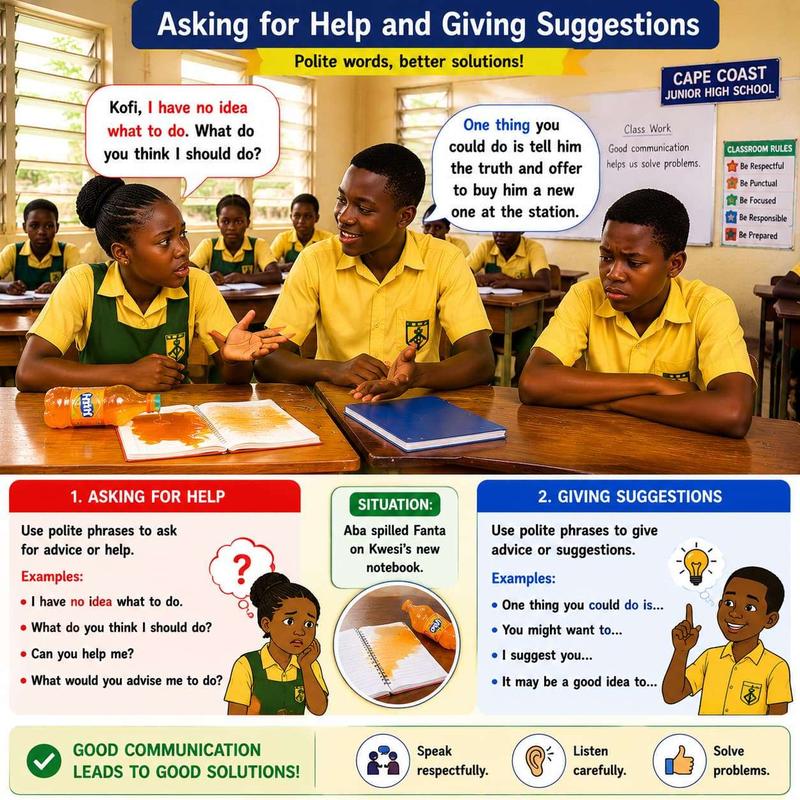 Asking for Help and Giving Suggestions
Polite words, better solutions!
Kofi, I have no idea
what to do. What do
you think I should do?
One thing you
could do is tell him
the truth and offer
to buy him a new
one at the station.
CAPE COAST
JUNIOR HIGH SCHOOL
Class Work
Good communication
helps us solve problems.
CLASSROOM RULES
Be Respectful
Be Punctual
Be Focused
Be Responsible
Be Prepared
Fanta
1. ASKING FOR HELP
Use polite phrases to ask
for advice or help.
Examples:
• I have no idea what to do.
• What do you think I should do?
• Can you help me?
• What would you advise me to do?
?
SITUATION:
Aba spilled Fanta
on Kwesi's new
notebook.
Fanta
2. GIVING SUGGESTIONS
Use polite phrases to give
advice or suggestions.
Examples:
• One thing you could do is...
• You might want to...
• I suggest you...
• It may be a good idea to...
GOOD COMMUNICATION
LEADS TO GOOD SOLUTIONS!
Speak
respectfully.
Listen
carefully.
Solve
problems.